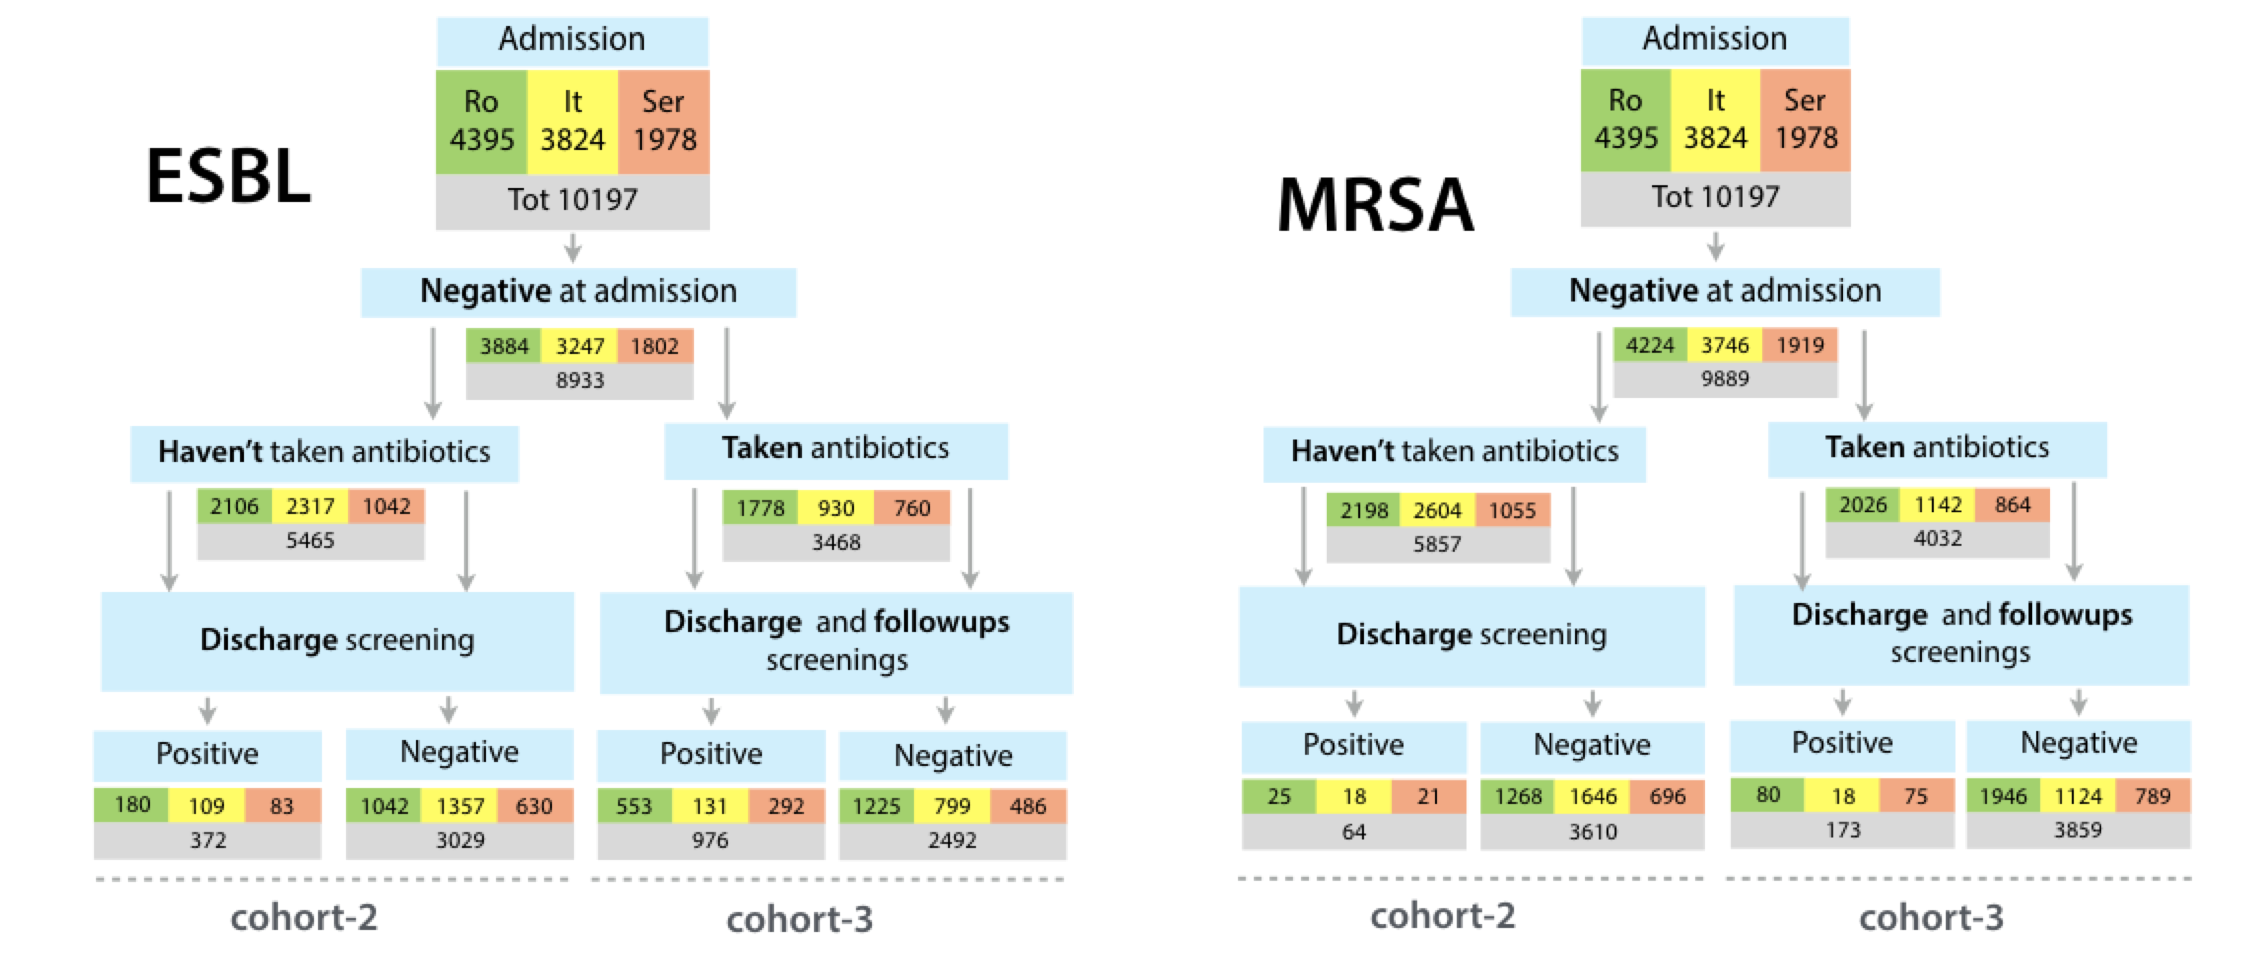 ESBL
Admission
Ro It Ser
4395 3824 1978
Tot 10197
Negative at admission
3884 3247 1802
8933
Haven't taken antibiotics
2106 2317 1042
5465
Taken antibiotics
1778 930 760
3468
Discharge screening
Discharge and followups
screenings
Positive
180 109 83
372
Negative
1042 1357 630
3029
Positive
553 131 292
976
Negative
1225 799 486
2492
cohort-2
cohort-3
MRSA
Admission
Ro It Ser
4395 3824 1978
Tot 10197
Negative at admission
4224 3746 1919
9889
Haven't taken antibiotics
2198 2604 1055
5857
Taken antibiotics
2026 1142 864
4032
Discharge screening
Discharge and followups
screenings
Positive
25 18 21
64
Negative
1268 1646 696
3610
Positive
80 18 75
173
Negative
1946 1124 789
3859
cohort-2
cohort-3